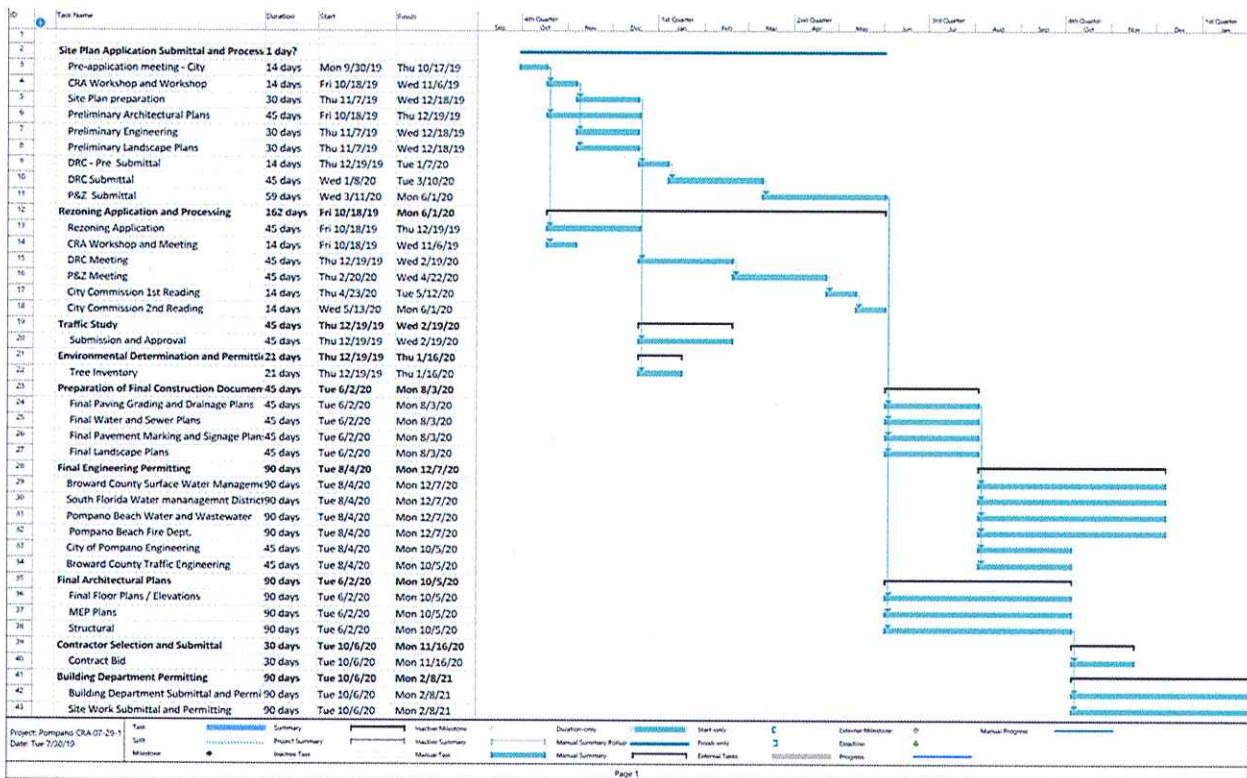 ID Task Name Duration Start Finish 4th Quarter 1st Quarter 2nd Quarter 3rd Quarter 4th Quarter 1st Quarter
Sep Oct Nov Dec Jan Feb Mar Apr May Jun Jul Aug Sep Oct Nov Dec Jan
1
2 Site Plan Application Submittal and Process 1 day?
3 Pre-application meeting - City 14 days Mon 9/30/19 Thu 10/17/19
4 CRA Workshop and Workshop 14 days Fri 10/18/19 Wed 11/6/19
5 Site Plan preparation 30 days Thu 11/7/19 Wed 12/18/19
6 Preliminary Architectural Plans 45 days Fri 10/18/19 Thu 12/19/19
7 Preliminary Engineering 30 days Thu 11/7/19 Wed 12/18/19
8 Preliminary Landscape Plans 30 days Thu 11/7/19 Wed 12/18/19
9 DRC - Pre Submittal 14 days Thu 12/19/19 Tue 1/7/20
10 DRC Submittal 45 days Wed 1/8/20 Tue 3/10/20
11 P&Z Submittal 59 days Wed 3/11/20 Mon 6/1/20
12 Rezoning Application and Processing 162 days Fri 10/18/19 Mon 6/1/20
13 Rezoning Application 45 days Fri 10/18/19 Thu 12/19/19
14 CRA Workshop and Meeting 14 days Fri 10/18/19 Wed 11/6/19
15 DRC Meeting 45 days Thu 12/19/19 Wed 2/19/20
16 P&Z Meeting 45 days Thu 2/20/20 Wed 4/22/20
17 City Commission 1st Reading 14 days Thu 4/23/20 Tue 5/12/20
18 City Commission 2nd Reading 14 days Wed 5/13/20 Mon 6/1/20
19 Traffic Study 45 days Thu 12/19/19 Wed 2/19/20
20 Submission and Approval 45 days Thu 12/19/19 Wed 2/19/20
21 Environmental Determination and Permitti 21 days Thu 12/19/19 Thu 1/16/20
22 Tree Inventory 21 days Thu 12/19/19 Thu 1/16/20
23 Preparation of Final Construction Documen 45 days Tue 6/2/20 Mon 8/3/20
24 Final Paving Grading and Drainage Plans 45 days Tue 6/2/20 Mon 8/3/20
25 Final Water and Sewer Plans 45 days Tue 6/2/20 Mon 8/3/20
26 Final Pavement Marking and Signage Plan 45 days Tue 6/2/20 Mon 8/3/20
27 Final Landscape Plans 45 days Tue 6/2/20 Mon 8/3/20
28 Final Engineering Permitting 90 days Tue 8/4/20 Mon 12/7/20
29 Broward County Surface Water Manageme 90 days Tue 8/4/20 Mon 12/7/20
30 South Florida Water mananagemnt District 90 days Tue 8/4/20 Mon 12/7/20
31 Pompano Beach Water and Wastewater 90 days Tue 8/4/20 Mon 12/7/20
32 Pompano Beach Fire Dept. 90 days Tue 8/4/20 Mon 12/7/20
33 City of Pompano Engineering 45 days Tue 8/4/20 Mon 10/5/20
34 Broward County Traffic Engineering 45 days Tue 8/4/20 Mon 10/5/20
35 Final Architectural Plans 90 days Tue 6/2/20 Mon 10/5/20
36 Final Floor Plans / Elevations 90 days Tue 6/2/20 Mon 10/5/20
37 MEP Plans 90 days Tue 6/2/20 Mon 10/5/20
38 Structural 90 days Tue 6/2/20 Mon 10/5/20
39 Contractor Selection and Submittal 30 days Tue 10/6/20 Mon 11/16/20
40 Contract Bid 30 days Tue 10/6/20 Mon 11/16/20
41 Building Department Permitting 90 days Tue 10/6/20 Mon 2/8/21
42 Building Department Submittal and Permi 90 days Tue 10/6/20 Mon 2/8/21
43 Site Work Submittal and Permitting 90 days Tue 10/6/20 Mon 2/8/21
Task Summary Inactive Milestone Duration-only Start-only External Milestone Manual Progress
Project: Pompano CRA 07-29-1 Split Project Summary Inactive Summary Manual Summary Rollup Finish-only Deadline
Date: Tue 7/30/19 Milestone Inactive Task Manual Task Manual Summary External Tasks Progress
Page 1